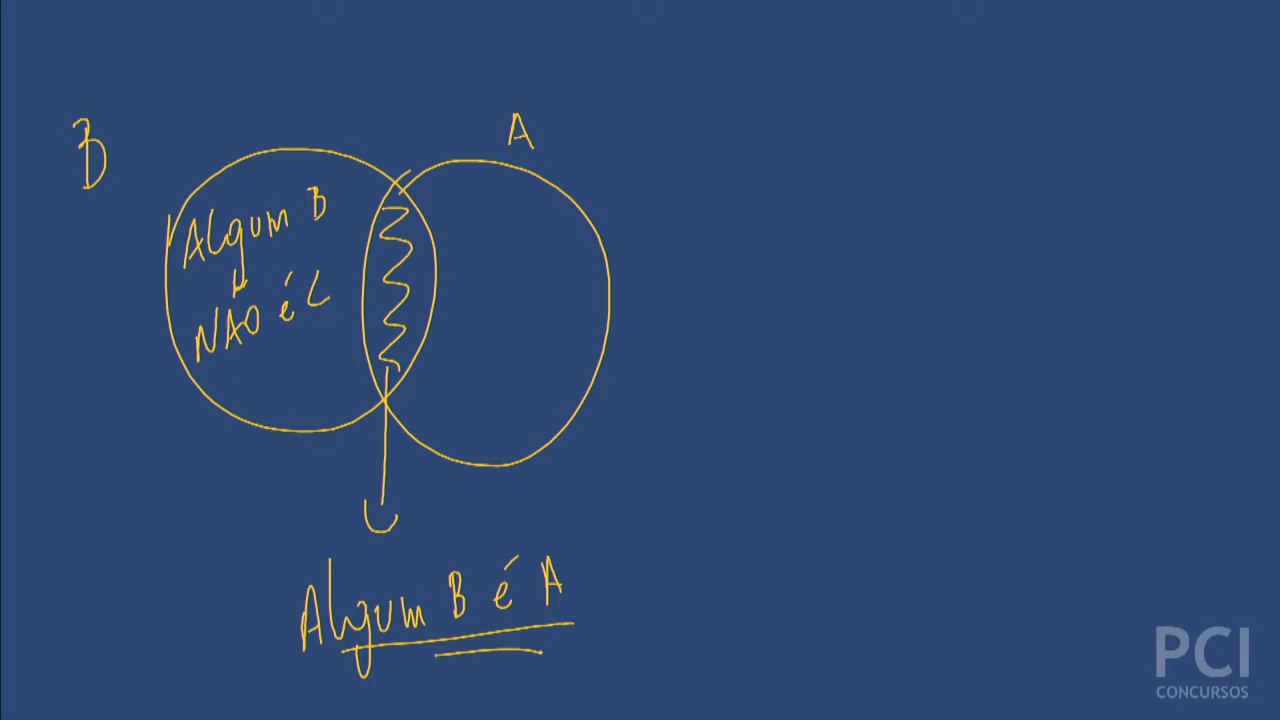 B
A
Algum B
NÃO é C
Algum B é A
PCI
CONCURSOS